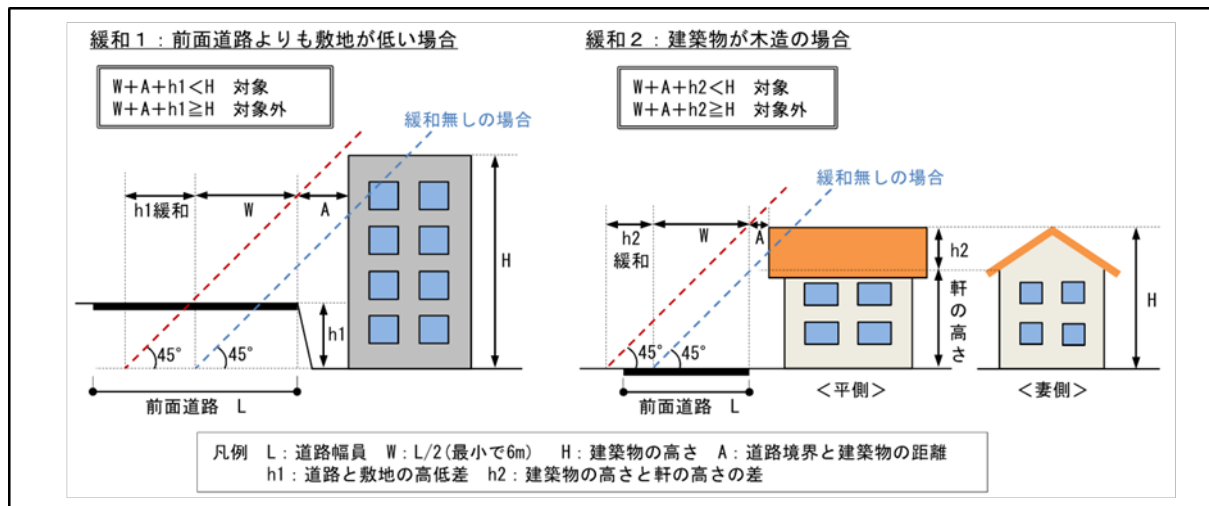 緩和１：前面道路よりも敷地が低い場合
W＋A＋h1＜H 対象
W＋A＋h1≧H 対象外
緩和無しの場合
h1緩和
W
A
H
h1
45°
45°
前面道路 L
緩和２：建築物が木造の場合
W＋A＋h2＜H 対象
W＋A＋h2≧H 対象外
緩和無しの場合
h2
緩和
W
A
h2
軒の高さ
H
45°
45°
前面道路 L
＜平側＞
＜妻側＞
凡例 L：道路幅員 W：L/2(最小で6m) H：建築物の高さ A：道路境界と建築物の距離
h1：道路と敷地の高低差 h2：建築物の高さと軒の高さの差